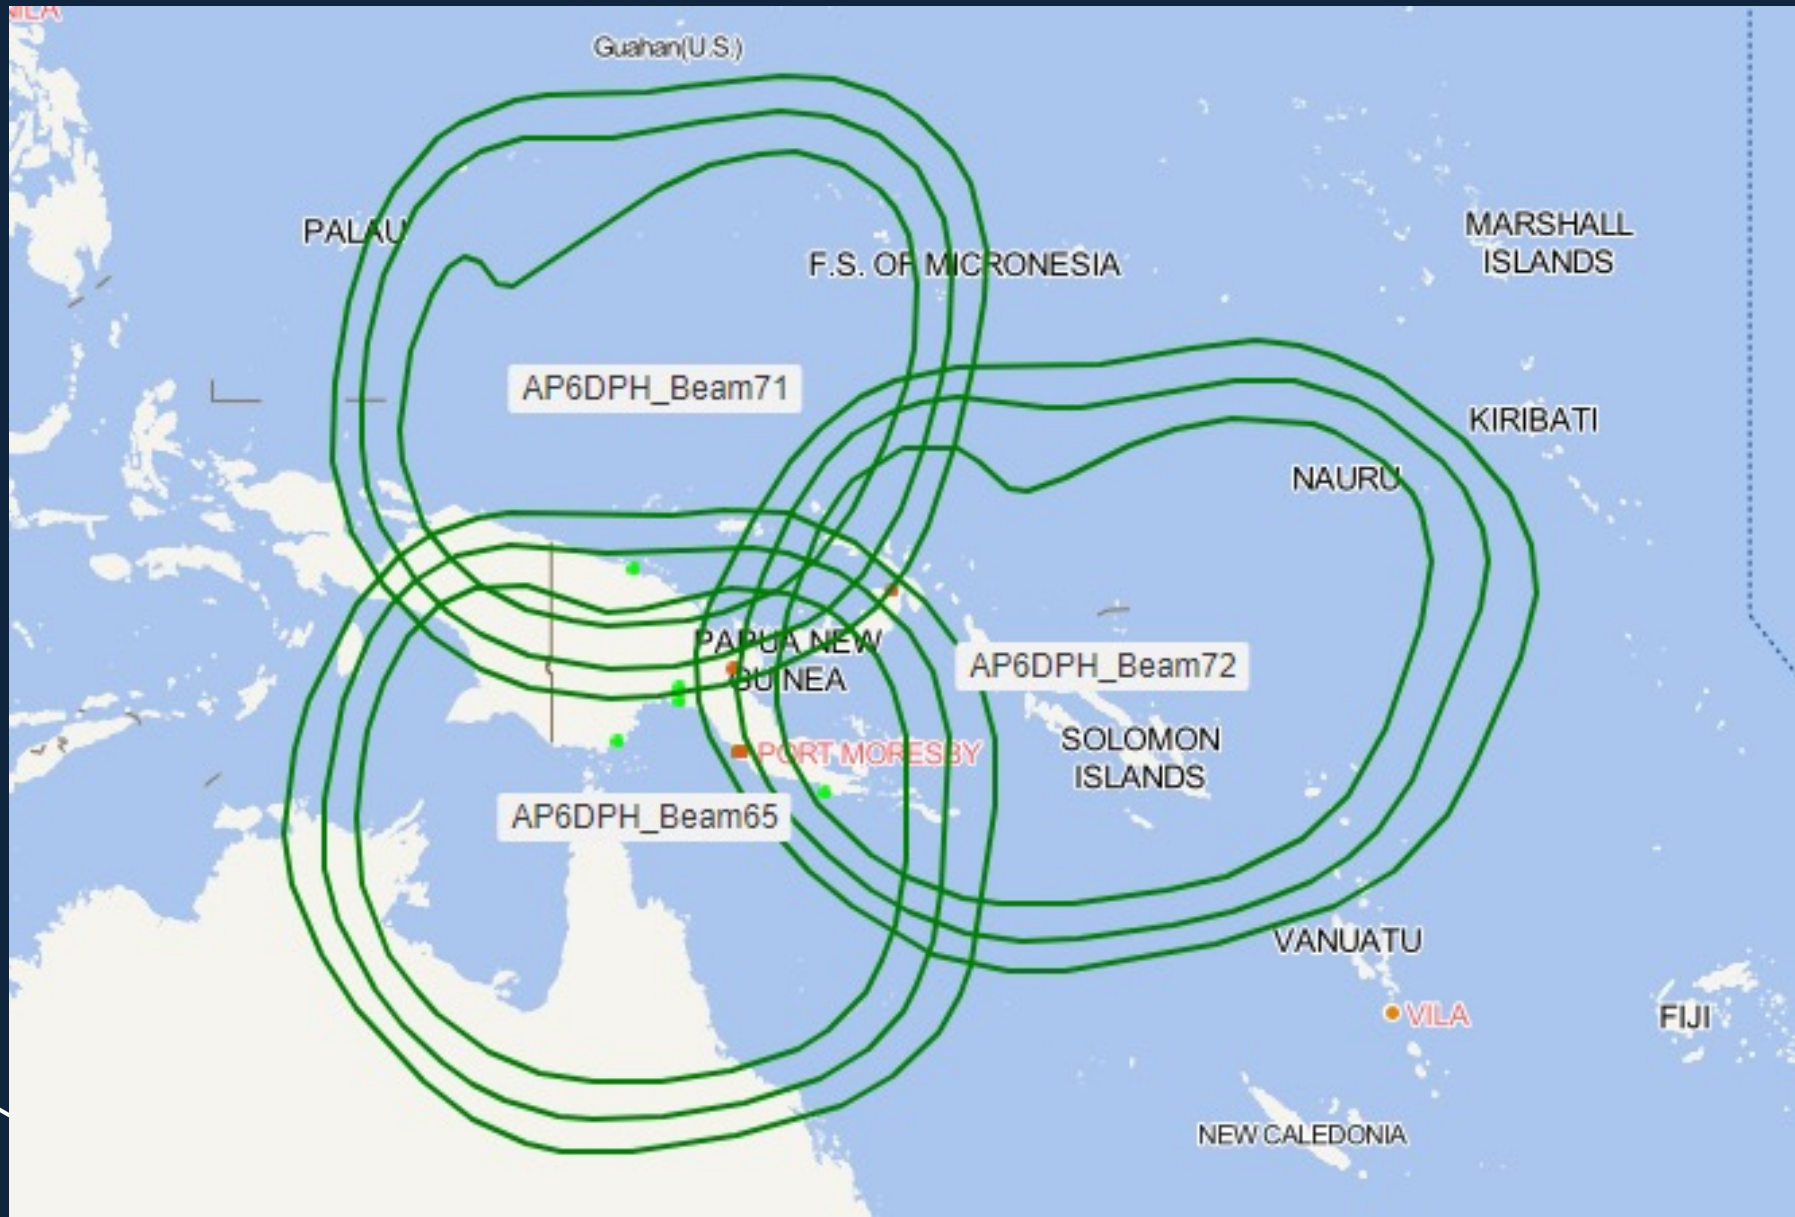 Guahan(U.S.)
PALAU
F.S. OF MICRONESIA
MARSHALL
ISLANDS
AP6DPH_Beam71
KIRIBATI
NAURU
PAPUA NEW
GUINEA
AP6DPH_Beam72
PORT MORESBY
SOLOMON
ISLANDS
AP6DPH_Beam65
VANUATU
VILA
FIJI
NEW CALEDONIA